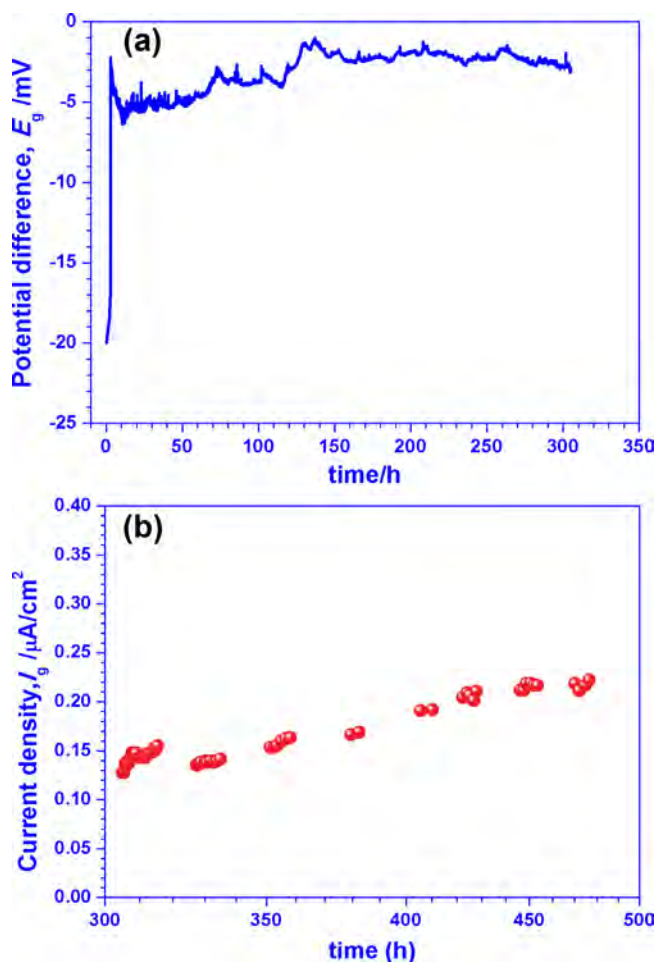 (a)
Potential difference, Eg /mV
0
-5
-10
-15
-20
-25
0 50 100 150 200 250 300 350
time/h
(b)
Current density,Ig /μA/cm²
0.40
0.35
0.30
0.25
0.20
0.15
0.10
0.05
0.00
300 350 400 450 500
time (h)